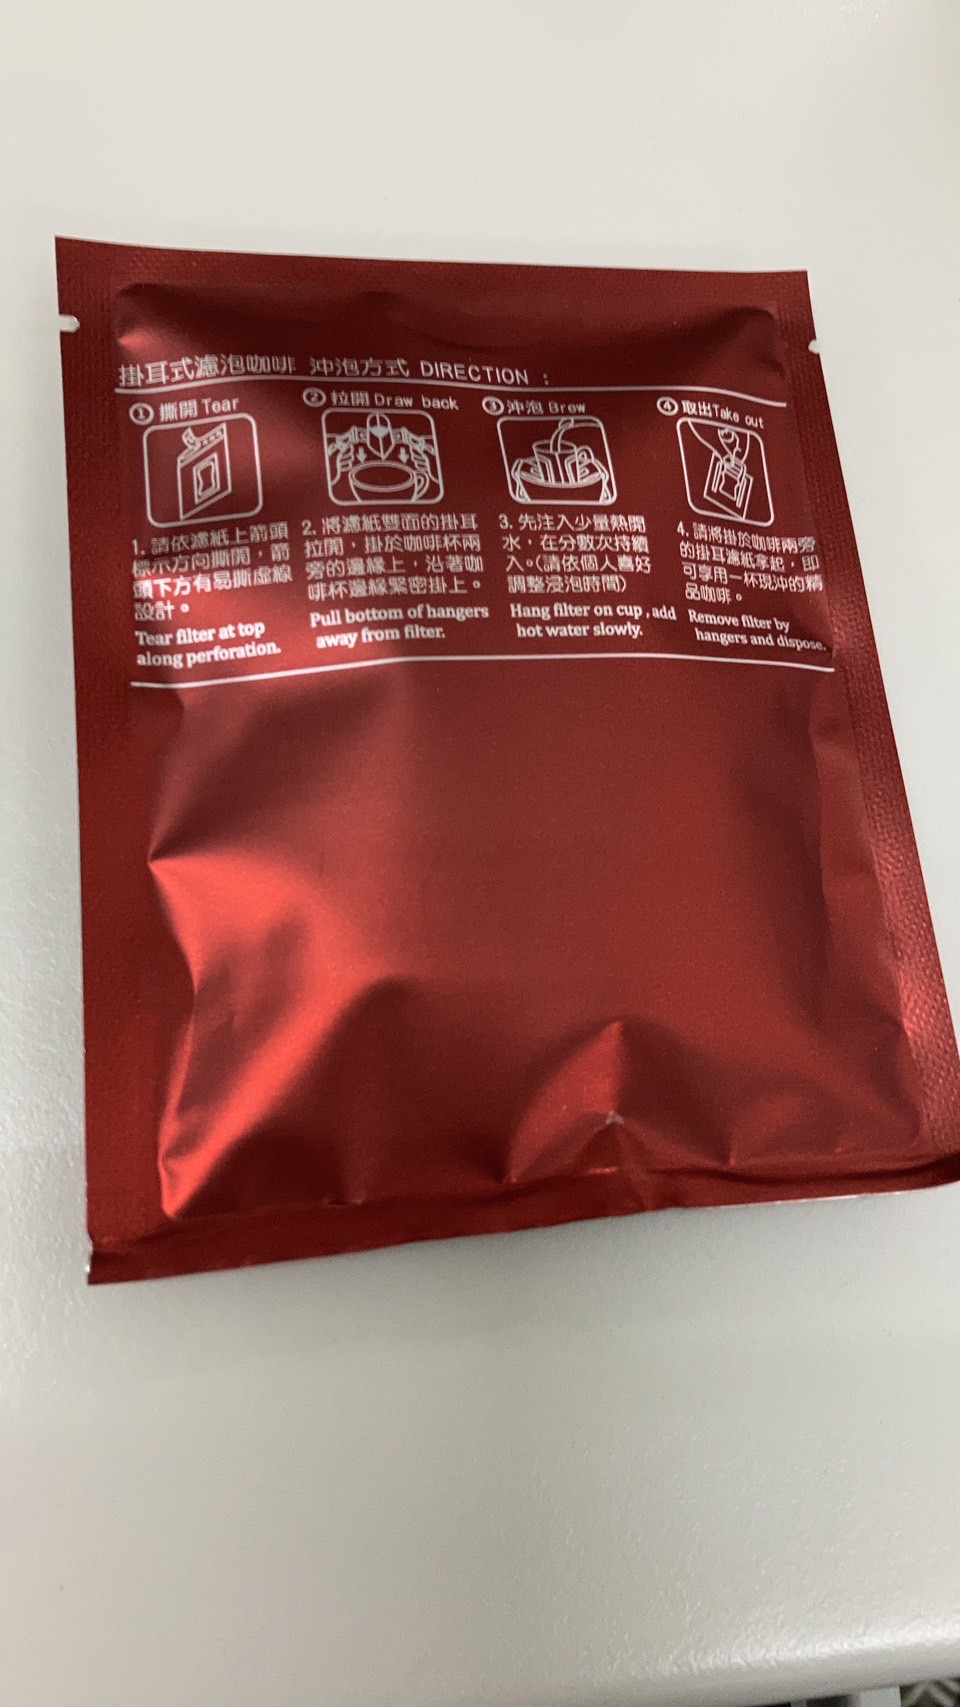 掛耳式濾泡咖啡 沖泡方式 DIRECTION :
① 撕開 Tear
② 拉開 Draw back
③ 沖泡 Brew
④ 取出 Take out
1. 請依濾紙上箭頭
標示方向撕開，箭
頭下方有易撕虛線
設計。
Tear filter at top
along perforation.
2. 將濾紙雙面的掛耳
拉開，掛於咖啡杯兩
旁的邊緣上，沿著咖
啡杯邊緣緊密掛上。
Pull bottom of hangers
away from filter.
3. 先注入少量熱開
水，在分數次持續
入。(請依個人喜好
調整浸泡時間)
Hang filter on cup , add
hot water slowly.
4. 請將掛於咖啡兩旁
的掛耳濾紙拿起，即
可享用一杯現沖的精
品咖啡。
Remove filter by
hangers and dispose.